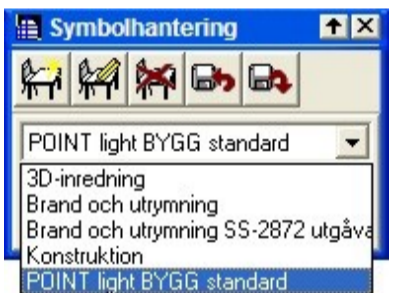 Symbolhantering
POINT light BYGG standard
3D-inredning
Brand och utrymning
Brand och utrymning SS-2872 utgåva
Konstruktion
POINT light BYGG standard